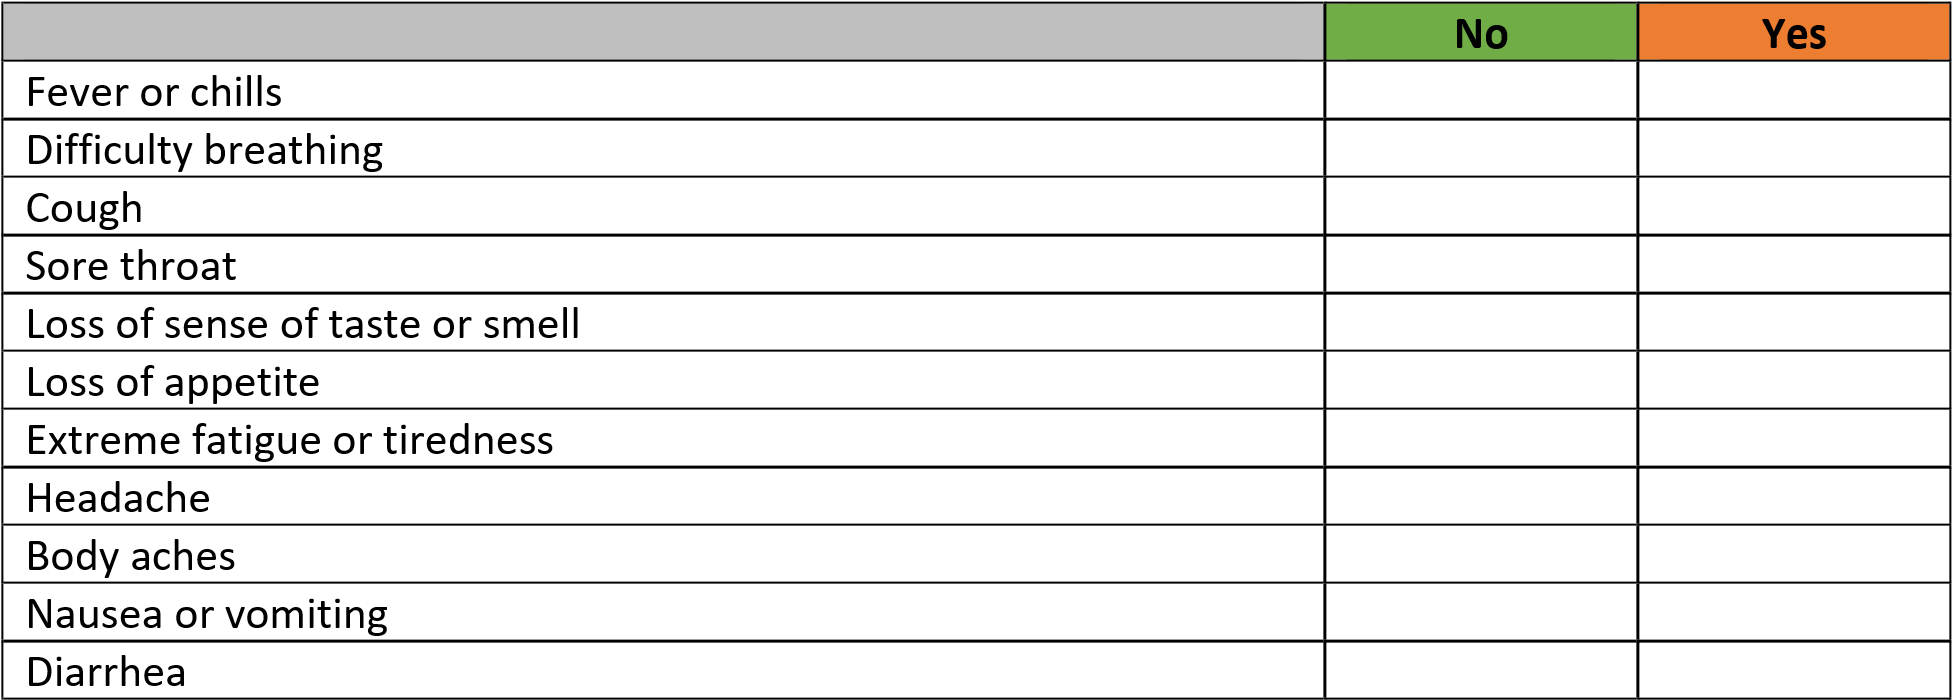 No Yes
Fever or chills
Difficulty breathing
Cough
Sore throat
Loss of sense of taste or smell
Loss of appetite
Extreme fatigue or tiredness
Headache
Body aches
Nausea or vomiting
Diarrhea